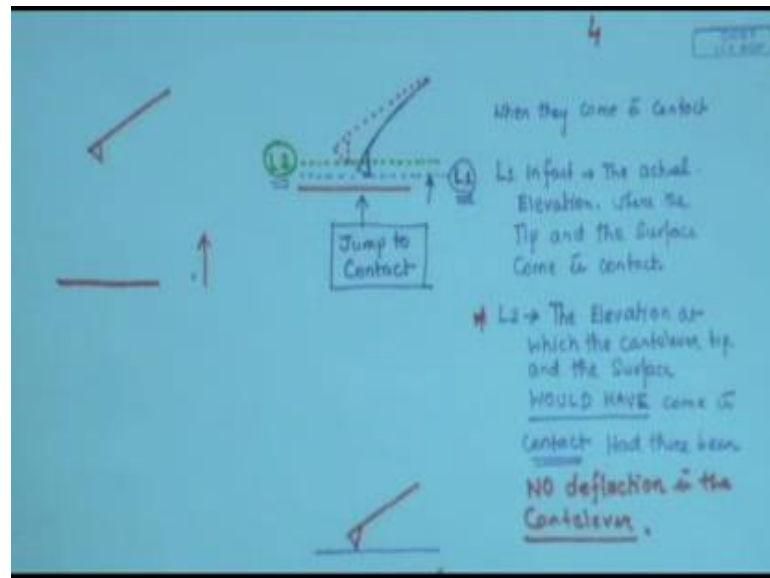 4
When they come in contact
L2
L1
L1 Infact → The actual
Elevation, where the
Tip and the Surface
Come in contact
Jump to
Contact
* L2 → The Elevation at
which the Cantilever tip
and the Surface
WOULD HAVE come in
Contact Had there been
NO deflection in the
Cantelever.